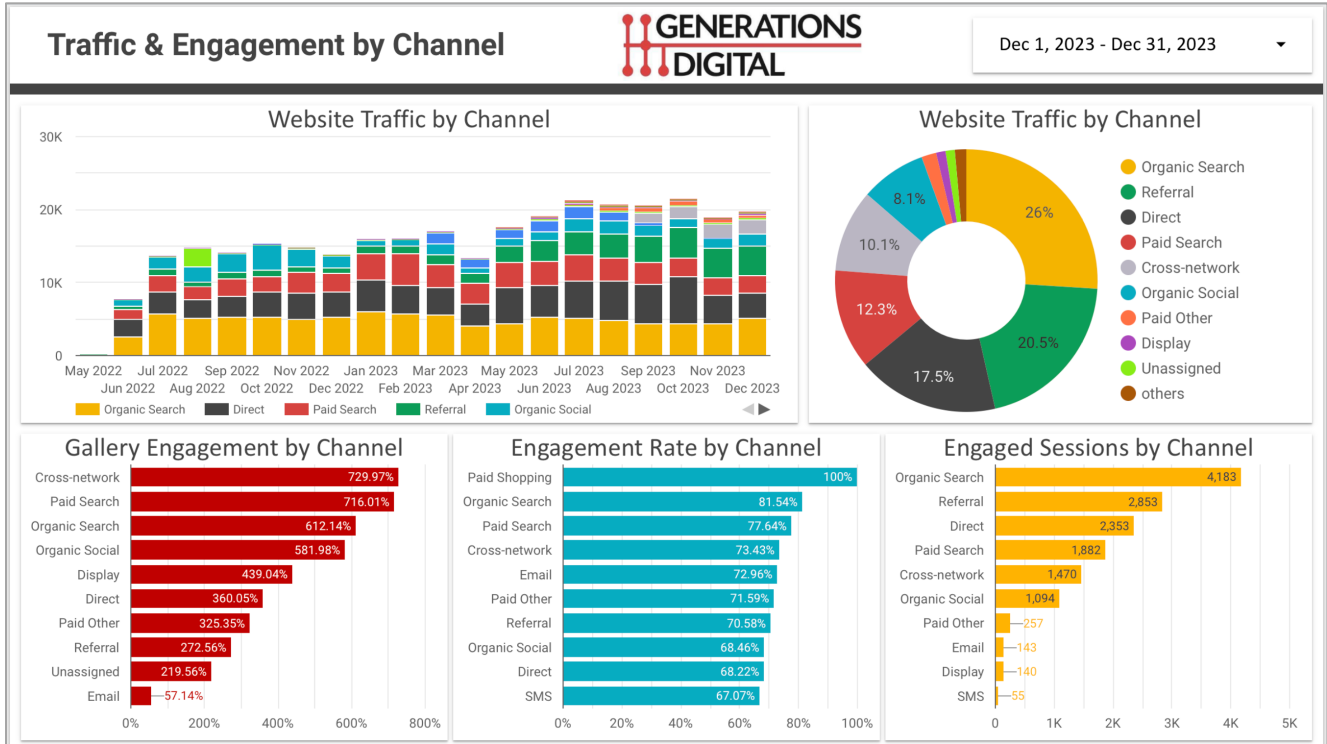 Traffic & Engagement by Channel
GENERATIONS
DIGITAL
Dec 1, 2023 - Dec 31, 2023
Website Traffic by Channel
30K
20K
10K
0
May 2022 Jul 2022 Sep 2022 Nov 2022 Jan 2023 Mar 2023 May 2023 Jul 2023 Sep 2023 Nov 2023
Jun 2022 Aug 2022 Oct 2022 Dec 2022 Feb 2023 Apr 2023 Jun 2023 Aug 2023 Oct 2023 Dec 2023
Organic Search Direct Paid Search Referral Organic Social
Website Traffic by Channel
26%
20.5%
17.5%
12.3%
10.1%
8.1%
Organic Search
Referral
Direct
Paid Search
Cross-network
Organic Social
Paid Other
Display
Unassigned
others
Gallery Engagement by Channel
Cross-network 729.97%
Paid Search 716.01%
Organic Search 612.14%
Organic Social 581.98%
Display 439.04%
Direct 360.05%
Paid Other 325.35%
Referral 272.56%
Unassigned 219.56%
Email 57.14%
0% 200% 400% 600% 800%
Engagement Rate by Channel
Paid Shopping 100%
Organic Search 81.54%
Paid Search 77.64%
Cross-network 73.43%
Email 72.96%
Paid Other 71.59%
Referral 70.58%
Organic Social 68.46%
Direct 68.22%
SMS 67.07%
0% 20% 40% 60% 80% 100%
Engaged Sessions by Channel
Organic Search 4,183
Referral 2,853
Direct 2,353
Paid Search 1,882
Cross-network 1,470
Organic Social 1,094
Paid Other 257
Email 143
Display 140
SMS 55
0 1K 2K 3K 4K 5K